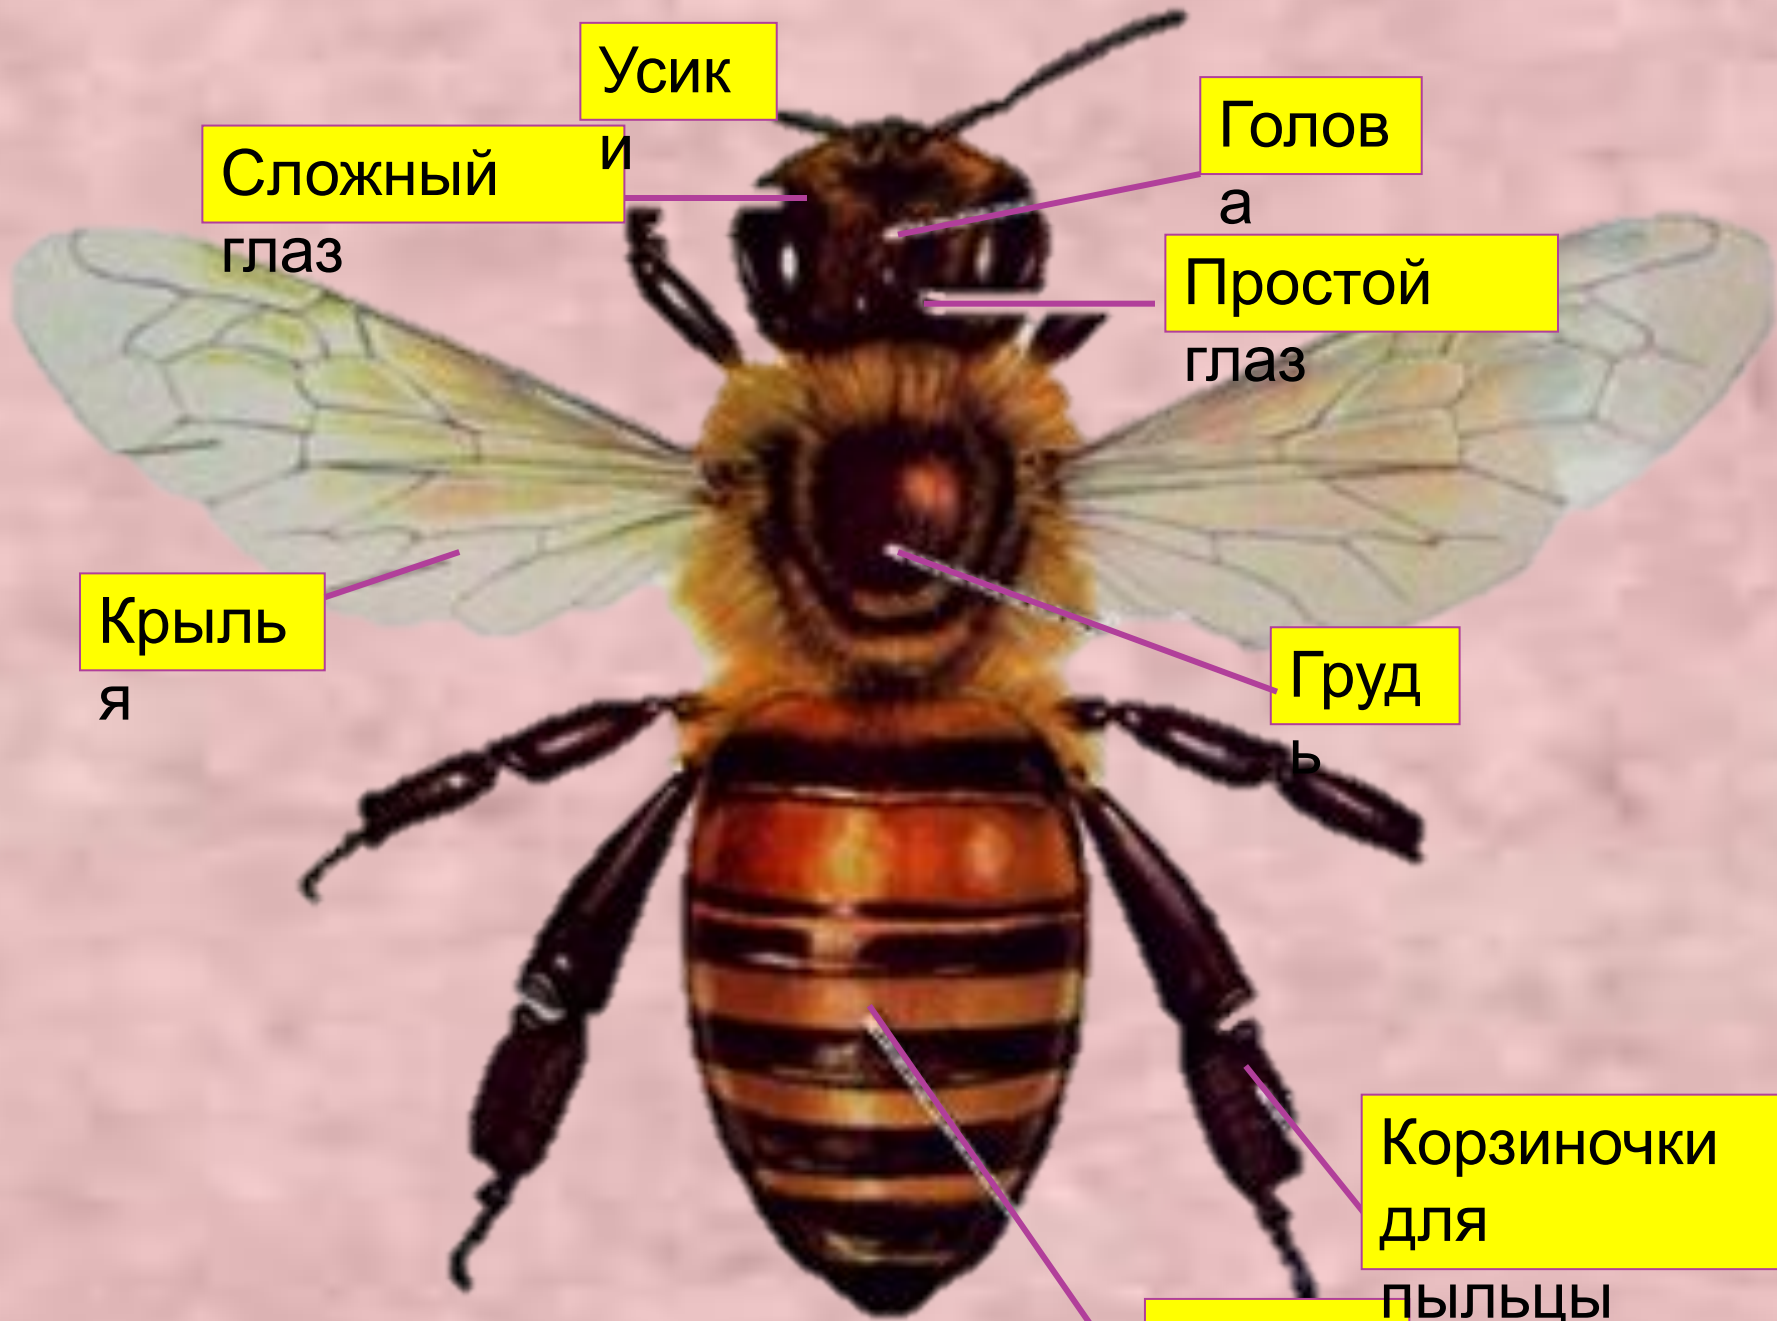 Усик
и
Сложный
глаз
Голов
а
Простой
глаз
Крыль
я
Груд
ь
Корзиночки
для
пыльцы